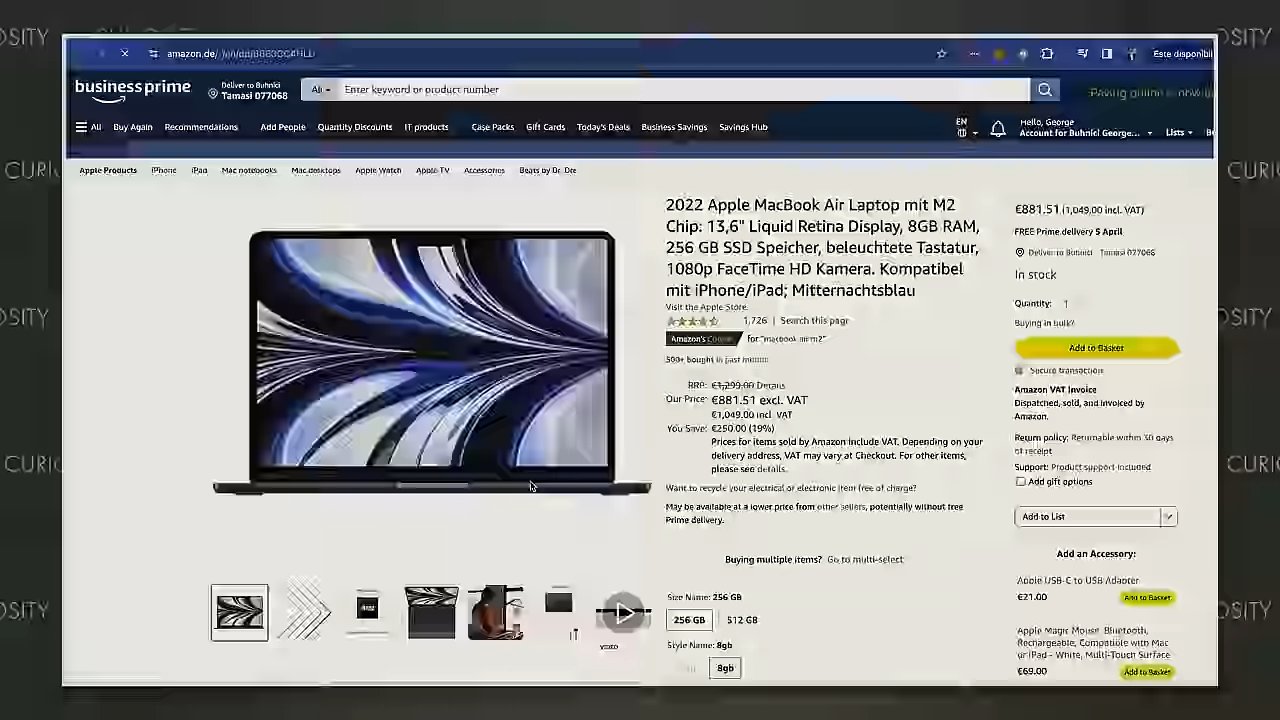 OSITY
amazon.de/
Este disponibil
business prime
Deliver to Buhnici
Tamasi 077068
All
Enter keyword or product number
All
Buy Again
Recommendations
Add People
Quantity Discounts
IT products
Case Packs
Gift Cards
Today's Deals
Business Savings
Savings Hub
EN
Hello, George
Account for Buhnici George...
Lists
Apple Products
iPhone
iPad
Mac notebooks
Mac desktops
Apple Watch
Apple TV
Accessories
Beats by Dr. Dre
2022 Apple MacBook Air Laptop mit M2
Chip: 13,6" Liquid Retina Display, 8GB RAM,
256 GB SSD Speicher, beleuchtete Tastatur,
1080p FaceTime HD Kamera. Kompatibel
mit iPhone/iPad; Mitternachtsblau
Visit the Apple Store
1,726 | Search this page
Amazon's Choice for "macbook air m2"
500+ bought in past month
RRP: €1,299.00 Details
Our Price: €881.51 excl. VAT
€1,049.00 incl. VAT
You Save: €250.00 (19%)
Prices for items sold by Amazon include VAT. Depending on your
delivery address, VAT may vary at Checkout. For other items,
please see details.
Want to recycle your electrical or electronic item free of charge?
May be available at a lower price from other sellers, potentially without free
Prime delivery.
Buying multiple items? Go to multi-select
Size Name: 256 GB
256 GB
512 GB
Style Name: 8gb
8gb
VIDEO
€881.51 (1,049.00 incl. VAT)
FREE Prime delivery 5 April
Deliver to Buhnici Tamasi 077068
In stock
Quantity: 1
Buying in bulk?
Add to Basket
Secure transaction
Amazon VAT Invoice
Dispatched, sold, and invoiced by
Amazon.
Return policy: Returnable within 30 days
of receipt
Support: Product support included
Add gift options
Add to List
Add an Accessory:
Apple USB-C to USB Adapter
€21.00
Add to Basket
Apple Magic Mouse: Bluetooth,
Rechargeable, Compatible with Mac
or iPad - White, Multi-Touch Surface
€69.00
Add to Basket